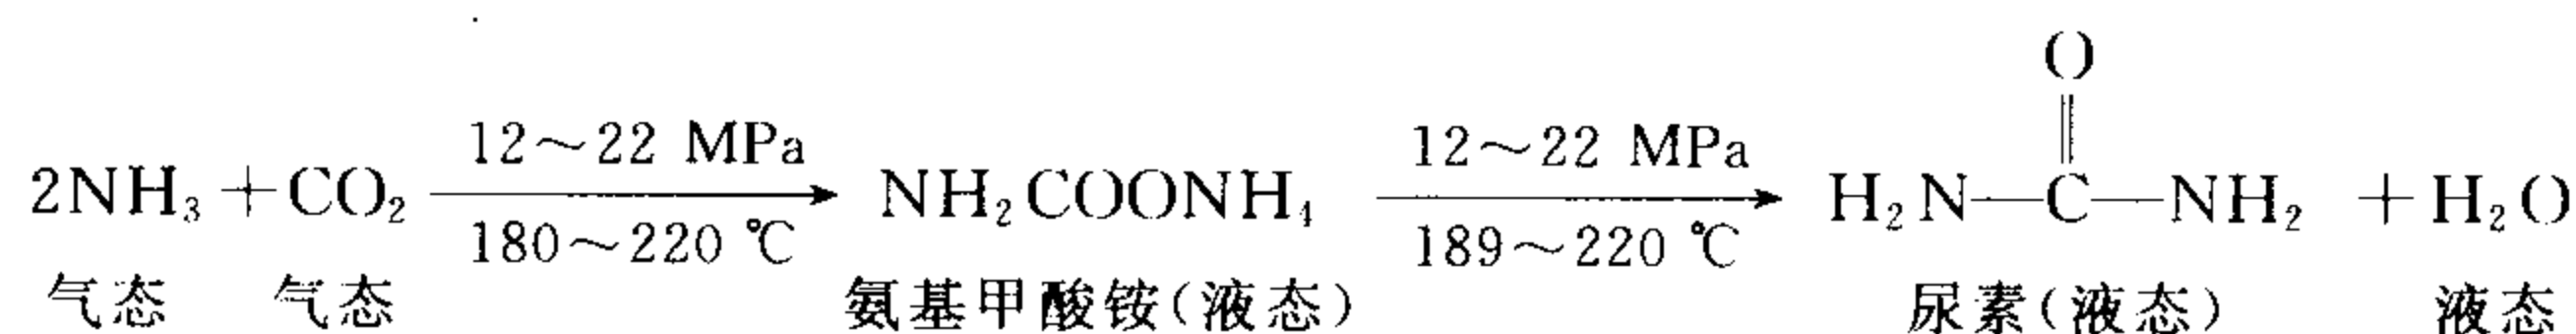 O
12～22 MPa 12～22 MPa
2NH₃+CO₂ → NH₂COONH₄ → H₂N—C—NH₂ +H₂O
180～220 ℃ 189～220 ℃
气态 气态 氨基甲酸铵(液态) 尿素(液态) 液态